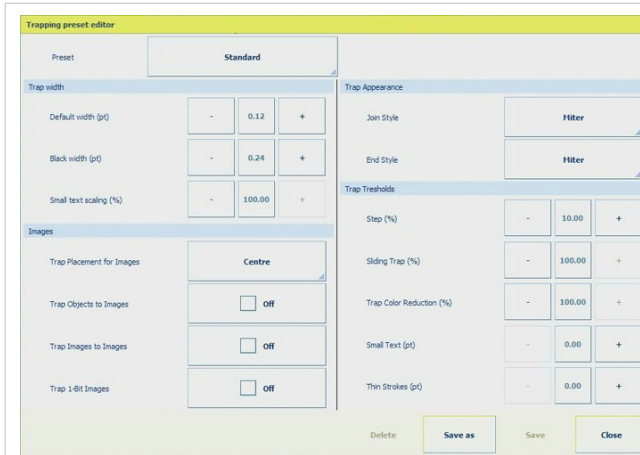 Trapping preset editor
Preset
Standard
Trap width
Default width (pt)
- 0.12 +
Black width (pt)
- 0.24 +
Small text scaling (%)
- 100.00 +
Images
Trap Placement for Images
Centre
Trap Objects to Images
Off
Trap Images to Images
Off
Trap 1-Bit Images
Off
Trap Appearance
Join Style
Miter
End Style
Miter
Trap Tresholds
Step (%)
- 10.00 +
Sliding Trap (%)
- 100.00 +
Trap Color Reduction (%)
- 100.00 +
Small Text (pt)
- 0.00 +
Thin Strokes (pt)
- 0.00 +
Delete Save as Save Close